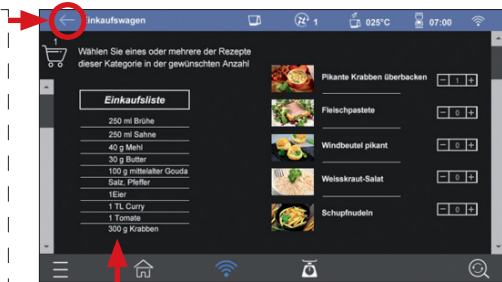 Einkaufswagen
1
025°C
07:00
1
Wählen Sie eines oder mehrere der Rezepte
dieser Kategorie in der gewünschten Anzahl
Einkaufsliste
250 ml Brühe
250 ml Sahne
40 g Mehl
30 g Butter
100 g mittelalter Gouda
Salz, Pfeffer
1Eier
1 TL Curry
1 Tomate
300 g Krabben
Pikante Krabben überbacken
- 1 +
Fleischpastete
- 0 +
Windbeutel pikant
- 0 +
Weisskraut-Salat
- 0 +
Schupfnudeln
- 0 +